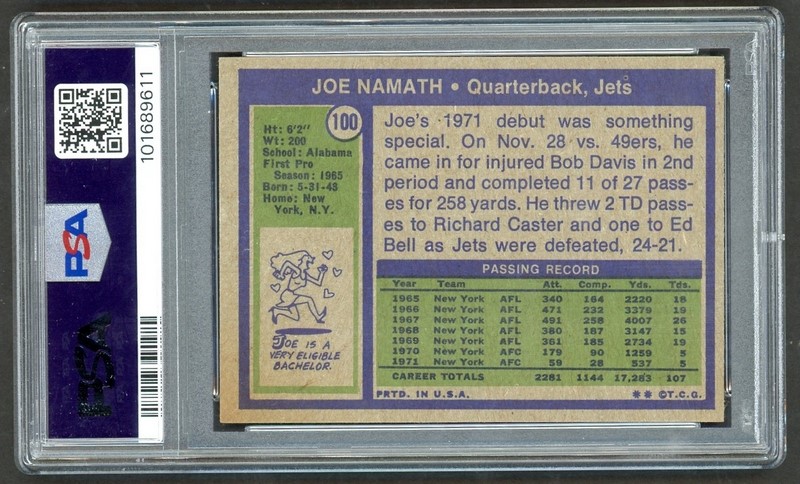 JOE NAMATH • Quarterback, Jets
100
Ht: 6'2"
Wt: 200
School: Alabama
First Pro
Season: 1965
Born: 5-31-43
Home: New
York, N.Y.
JOE IS A
VERY ELIGIBLE
BACHELOR.
Joe's 1971 debut was something
special. On Nov. 28 vs. 49ers, he
came in for injured Bob Davis in 2nd
period and completed 11 of 27 pass-
es for 258 yards. He threw 2 TD pass-
es to Richard Caster and one to Ed
Bell as Jets were defeated, 24-21.
PASSING RECORD
Year Team Att. Comp. Yds. Tds.
1965 New York AFL 340 164 2220 18
1966 New York AFL 471 232 3379 19
1967 New York AFL 491 258 4007 26
1968 New York AFL 380 187 3147 15
1969 New York AFL 361 185 2734 19
1970 New York AFC 179 90 1259 5
1971 New York AFC 59 28 537 5
CAREER TOTALS 2281 1144 17,283 107
PRTD. IN U.S.A. ** ©T.C.G.
101689611
PSA
PSA